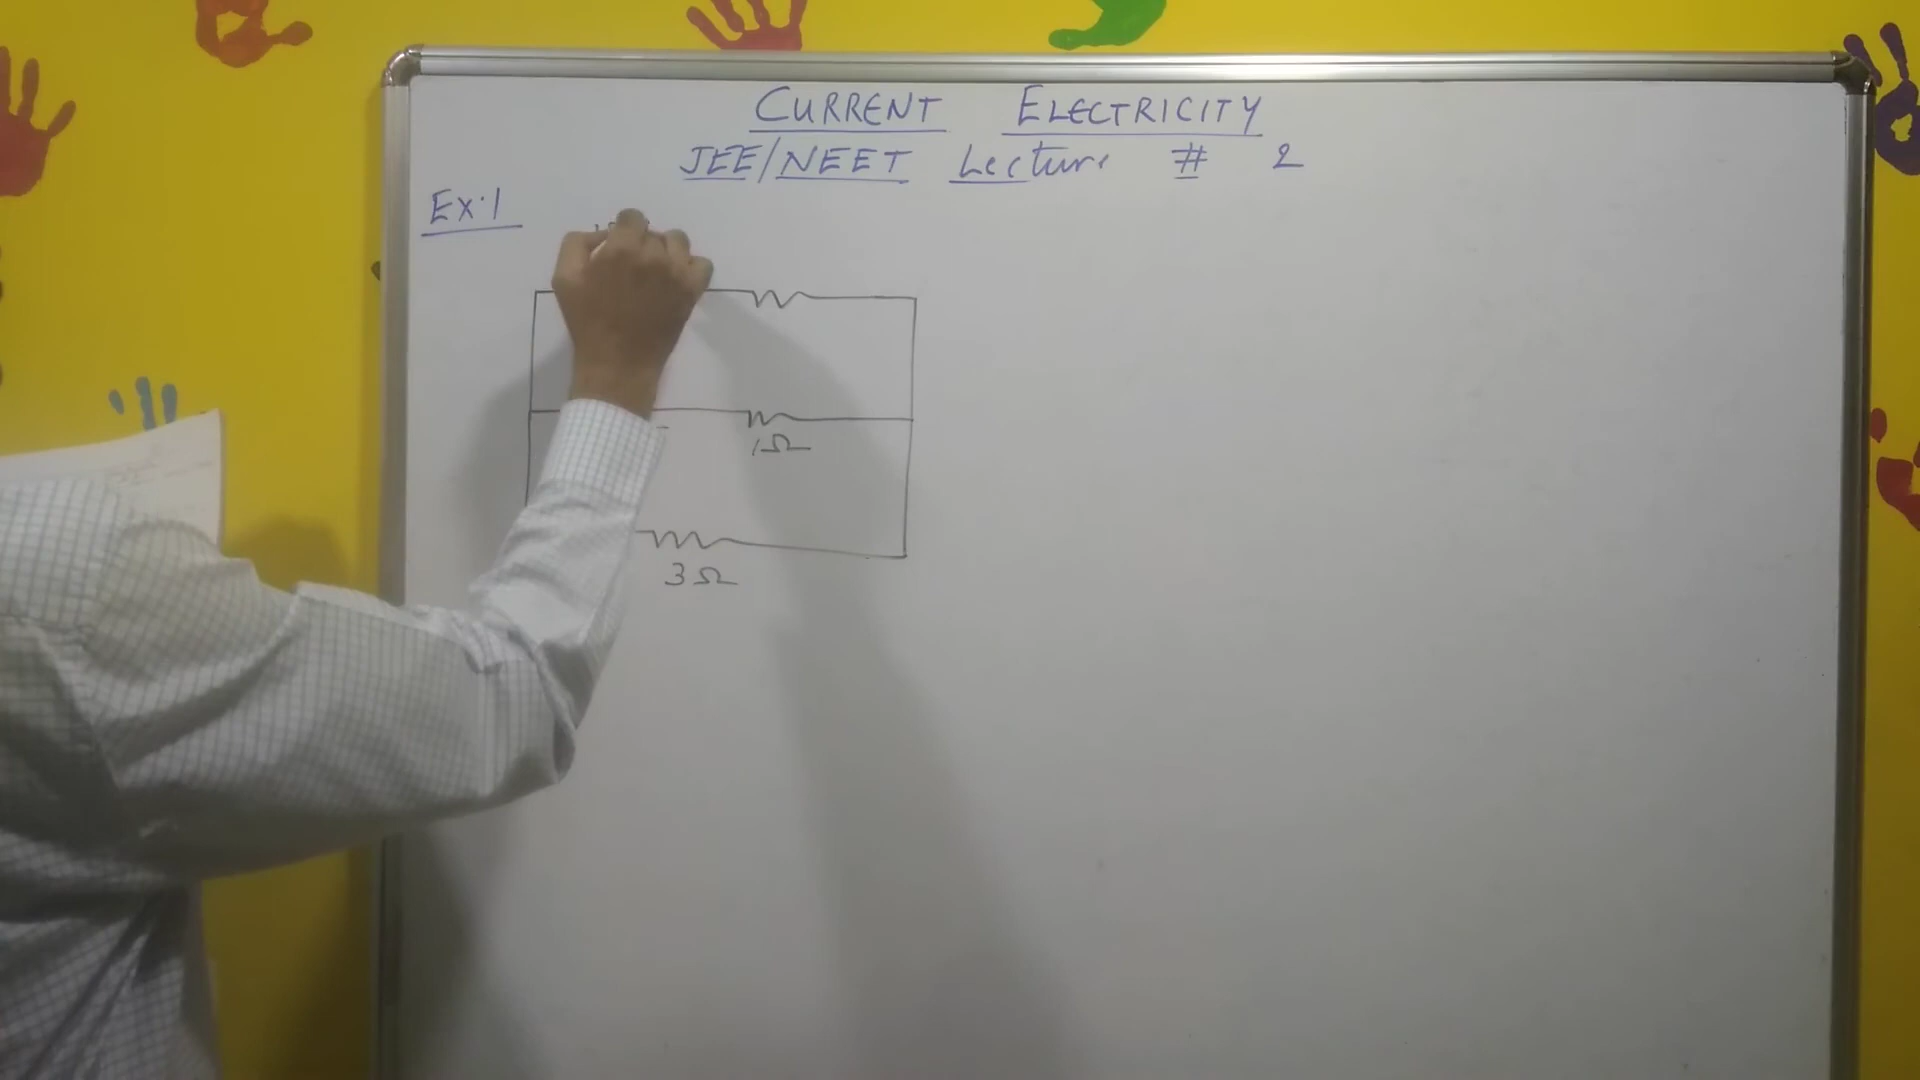 CURRENT ELECTRICITY
JEE/NEET Lecture # 2
Ex.1
1Ω
3Ω